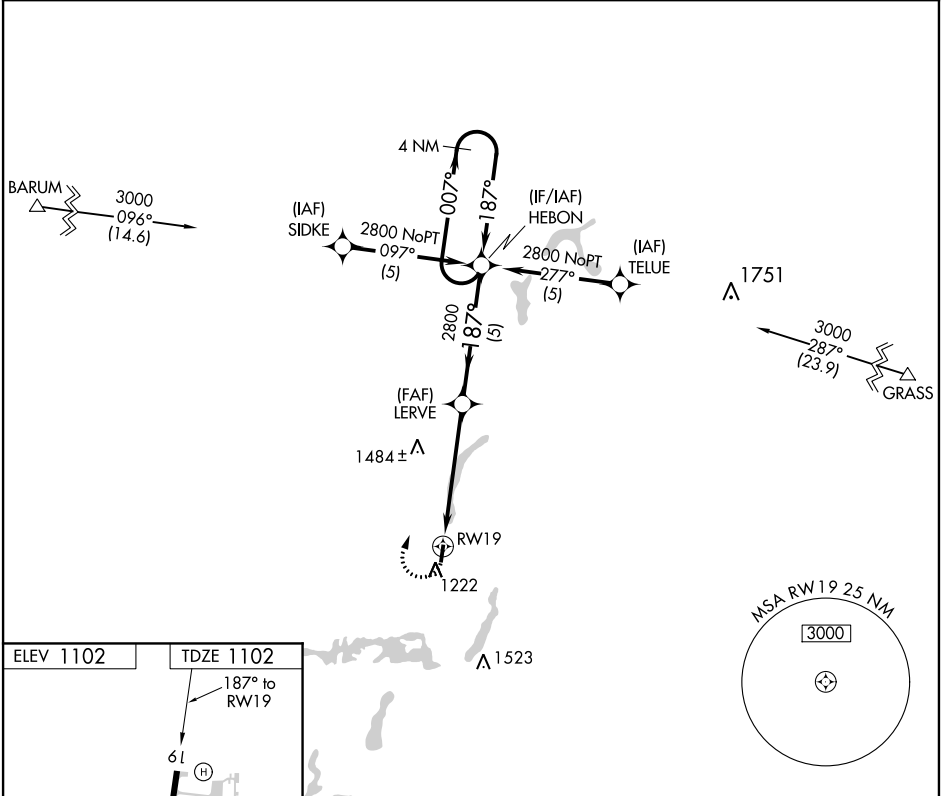 4 NM
007°
187°
BARUM
3000
096°
(14.6)
(IAF)
SIDKE
2800 NoPT
097°
(5)
(IF/IAF)
HEBON
2800 NoPT
277°
(5)
(IAF)
TELUE
1751
2800
187°
(5)
3000
287°
(23.9)
GRASS
(FAF)
LERVE
1484±
RW19
1222
MSA RW19 25 NM
3000
1523
ELEV 1102
TDZE 1102
187° to
RW19
19
H